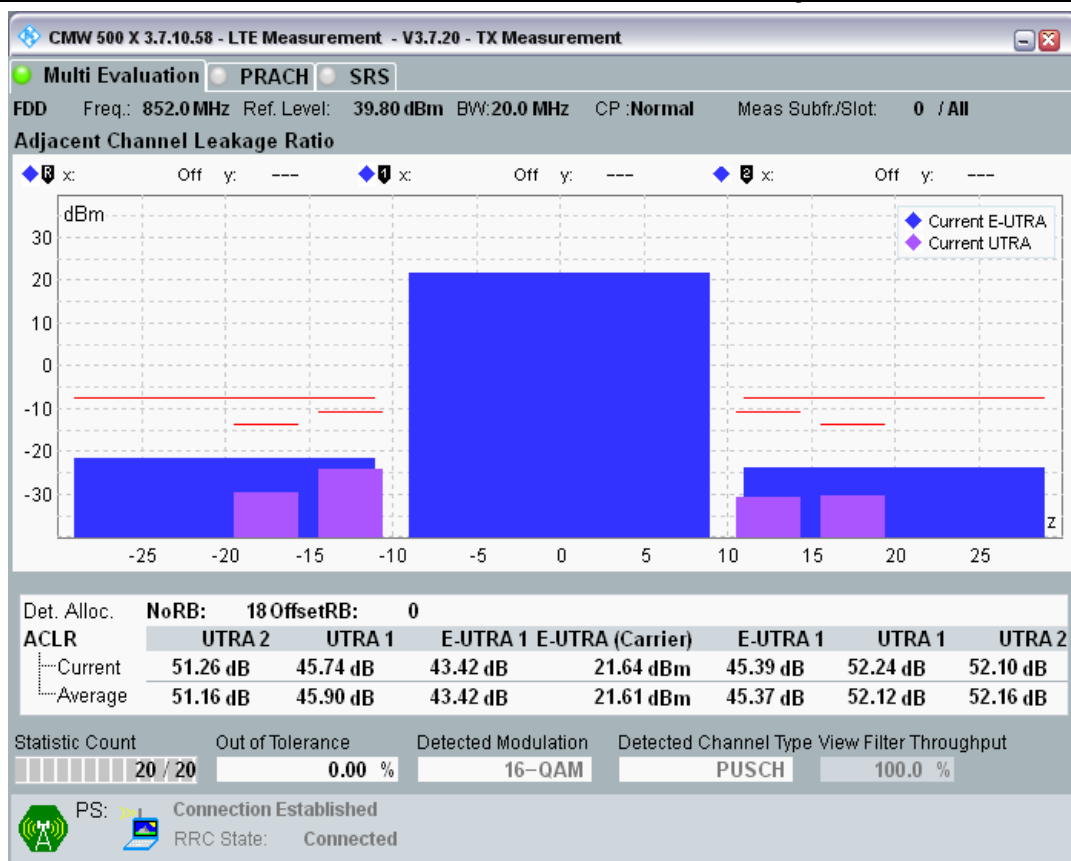 CMW 500 X 3.7.10.58 - LTE Measurement - V3.7.20 - TX Measurement
Multi Evaluation PRACH SRS
FDD Freq.: 852.0 MHz Ref. Level: 39.80 dBm BW:20.0 MHz CP :Normal Meas Subfr./Slot: 0 / All
Adjacent Channel Leakage Ratio
R x: Off y: --- 1 x: Off y: --- 2 x: Off y: ---
dBm
Current E-UTRA
Current UTRA
30
20
10
0
-10
-20
-30
z
-25 -20 -15 -10 -5 0 5 10 15 20 25
Det. Alloc. NoRB: 18 OffsetRB: 0
ACLR UTRA 2 UTRA 1 E-UTRA 1 E-UTRA (Carrier) E-UTRA 1 UTRA 1 UTRA 2
Current 51.26 dB 45.74 dB 43.42 dB 21.64 dBm 45.39 dB 52.24 dB 52.10 dB
Average 51.16 dB 45.90 dB 43.42 dB 21.61 dBm 45.37 dB 52.12 dB 52.16 dB
Statistic Count Out of Tolerance Detected Modulation Detected Channel Type View Filter Throughput
20 / 20 0.00 % 16-QAM PUSCH 100.0 %
PS: Connection Established
RRC State: Connected